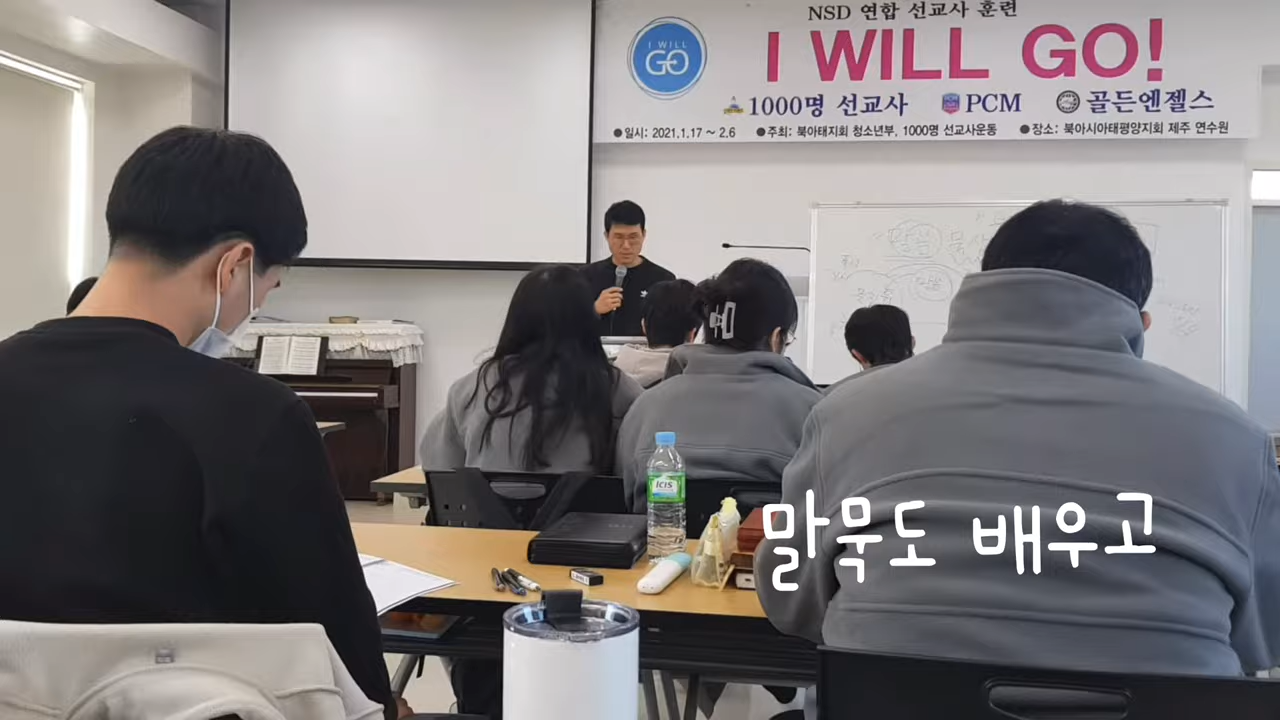 NSD 연합 선교사 훈련
I WILL GO
I WILL GO!
1000명 선교사 PCM 골든엔젤스
●일시: 2021.1.17 ~ 2.6 ●주최: 북아태지회 청소년부, 1000명 선교사운동 ●장소: 북아시아태평양지회 제주 연수원
말묵도 배우고
icis